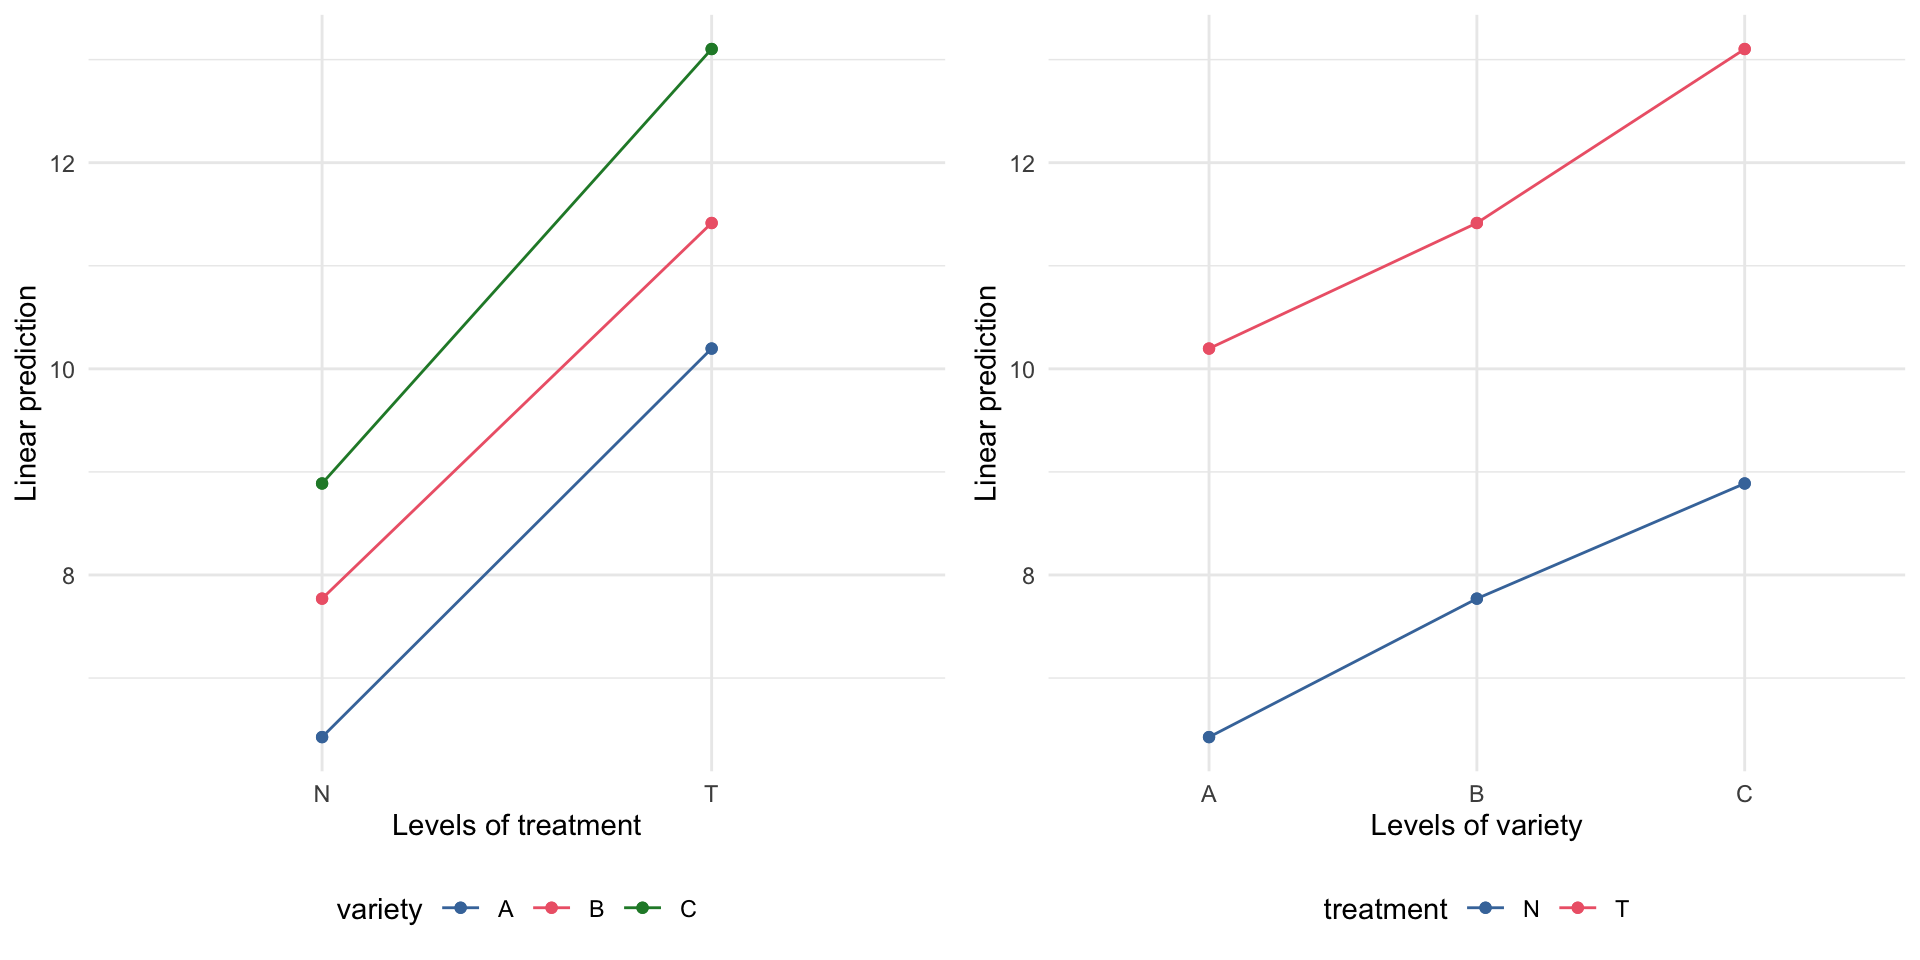 Linear prediction
12
10
8
N T
Levels of treatment
variety A B C
Linear prediction
12
10
8
A B C
Levels of variety
treatment N T